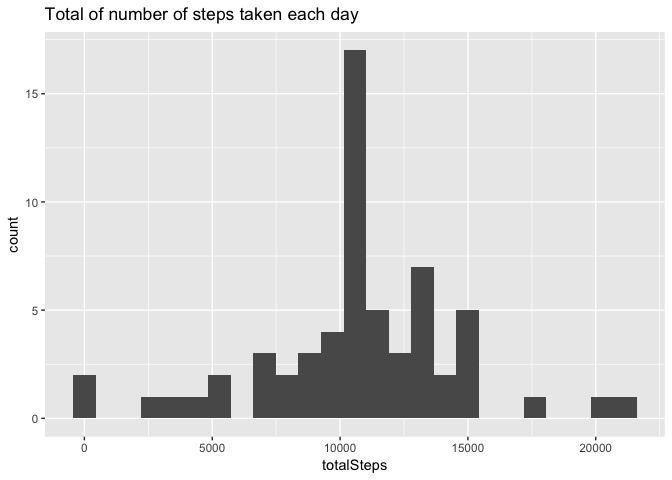 Total of number of steps taken each day
count
15
10
5
0
0 5000 10000 15000 20000
totalSteps